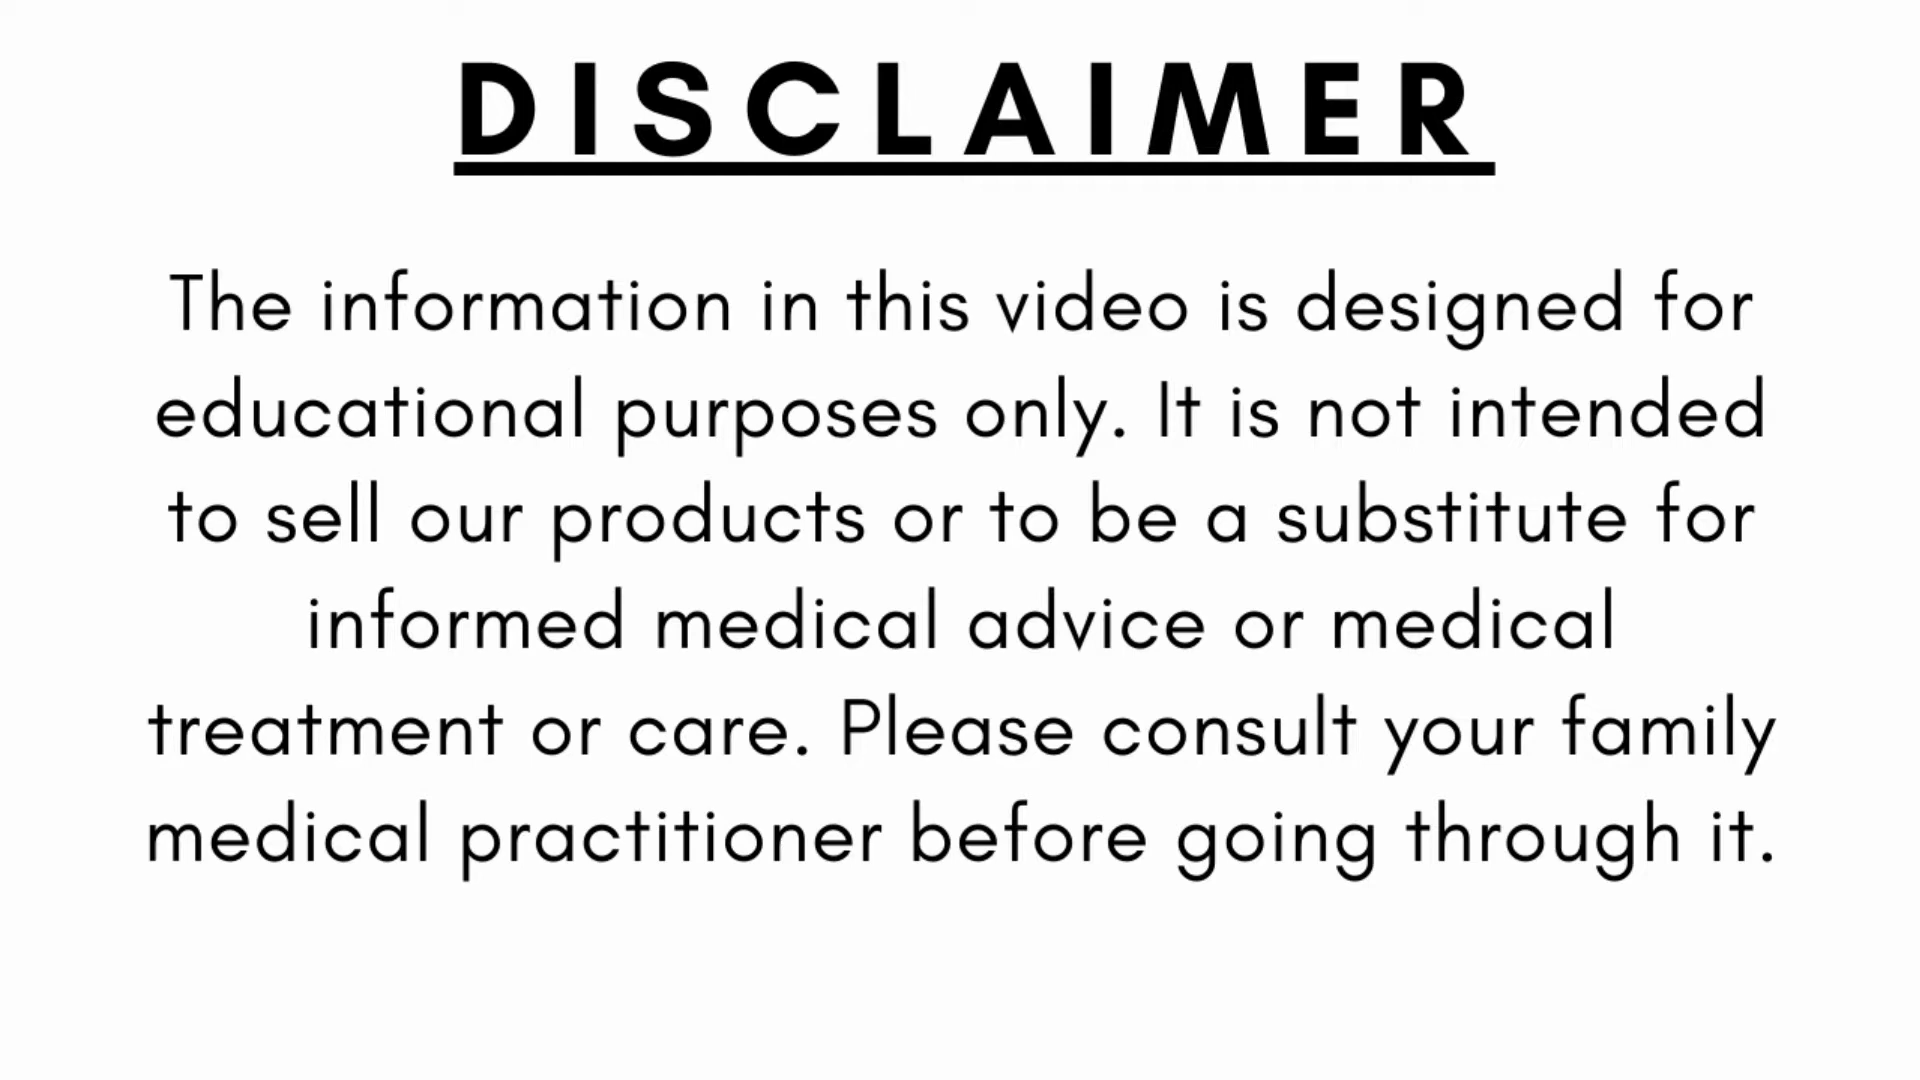 DISCLAIMER
The information in this video is designed for
educational purposes only. It is not intended
to sell our products or to be a substitute for
informed medical advice or medical
treatment or care. Please consult your family
medical practitioner before going through it.